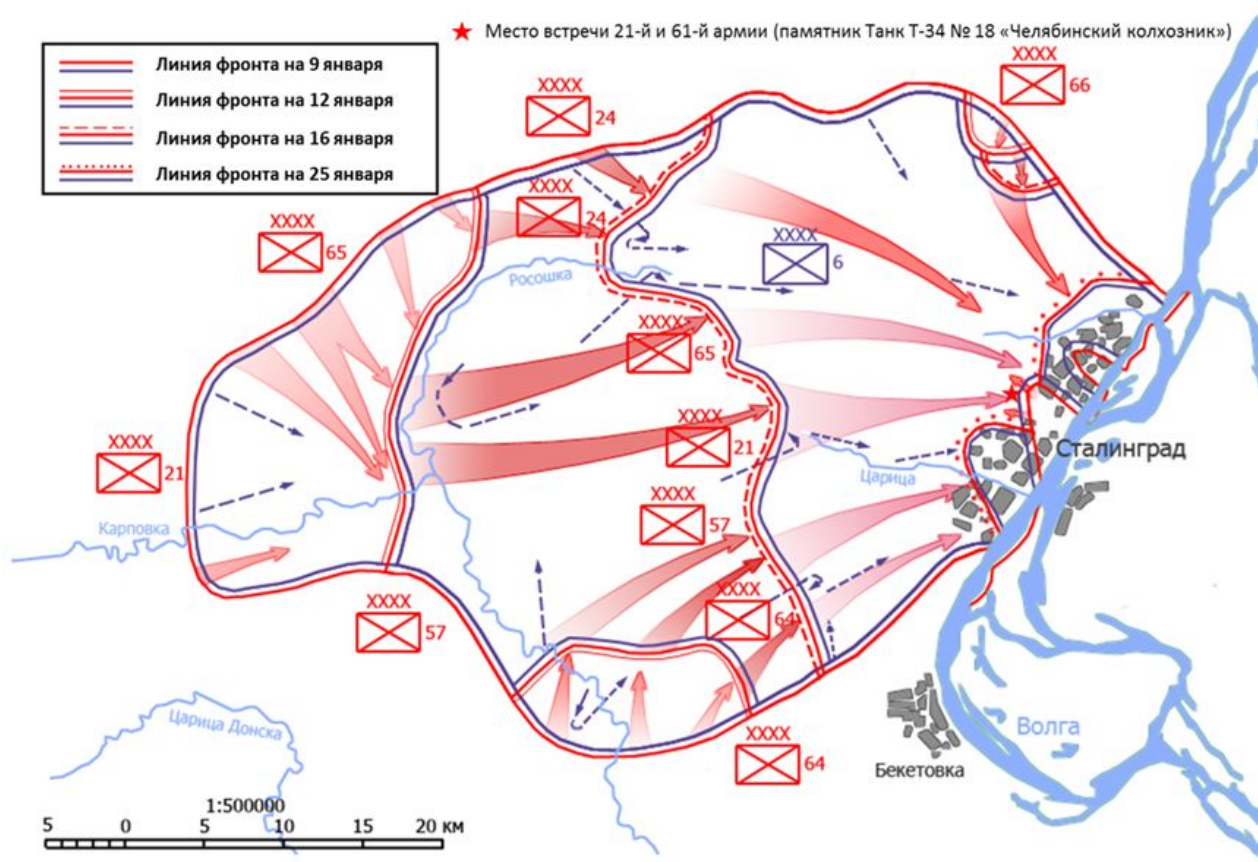 Место встречи 21-й и 61-й армии (памятник Танк Т-34 № 18 «Челябинский колхозник»)
Линия фронта на 9 января
Линия фронта на 12 января
Линия фронта на 16 января
Линия фронта на 25 января
XXXX
66
XXXX
24
XXXX
24
XXXX
65
XXXX
6
Росошка
XXXX
65
XXXX
21
XXXX
21
Сталинград
Царица
Карповка
XXXX
57
XXXX
57
XXXX
64
XXXX
64
Царица Донска
Волга
Бекетовка
1:500000
5 0 5 10 15 20 км